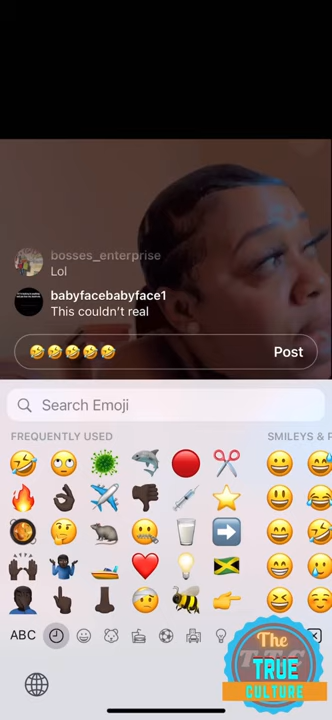 bosses_enterprise
Lol
babyfacebabyface1
This couldn't real
🤣🤣🤣🤣🤣 Post
Search Emoji
FREQUENTLY USED SMILEYS & P
ABC
The
T.T.C
TRUE
CULTURE